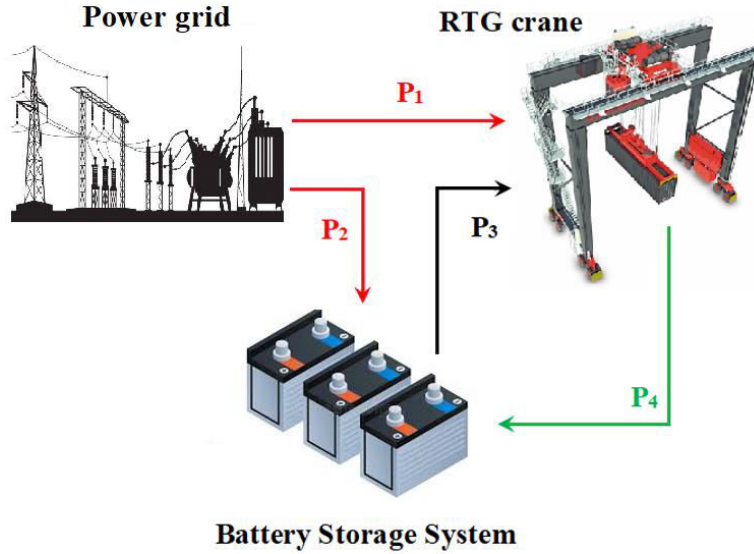 Power grid
RTG crane
P₁
P₂
P₃
P₄
Battery Storage System